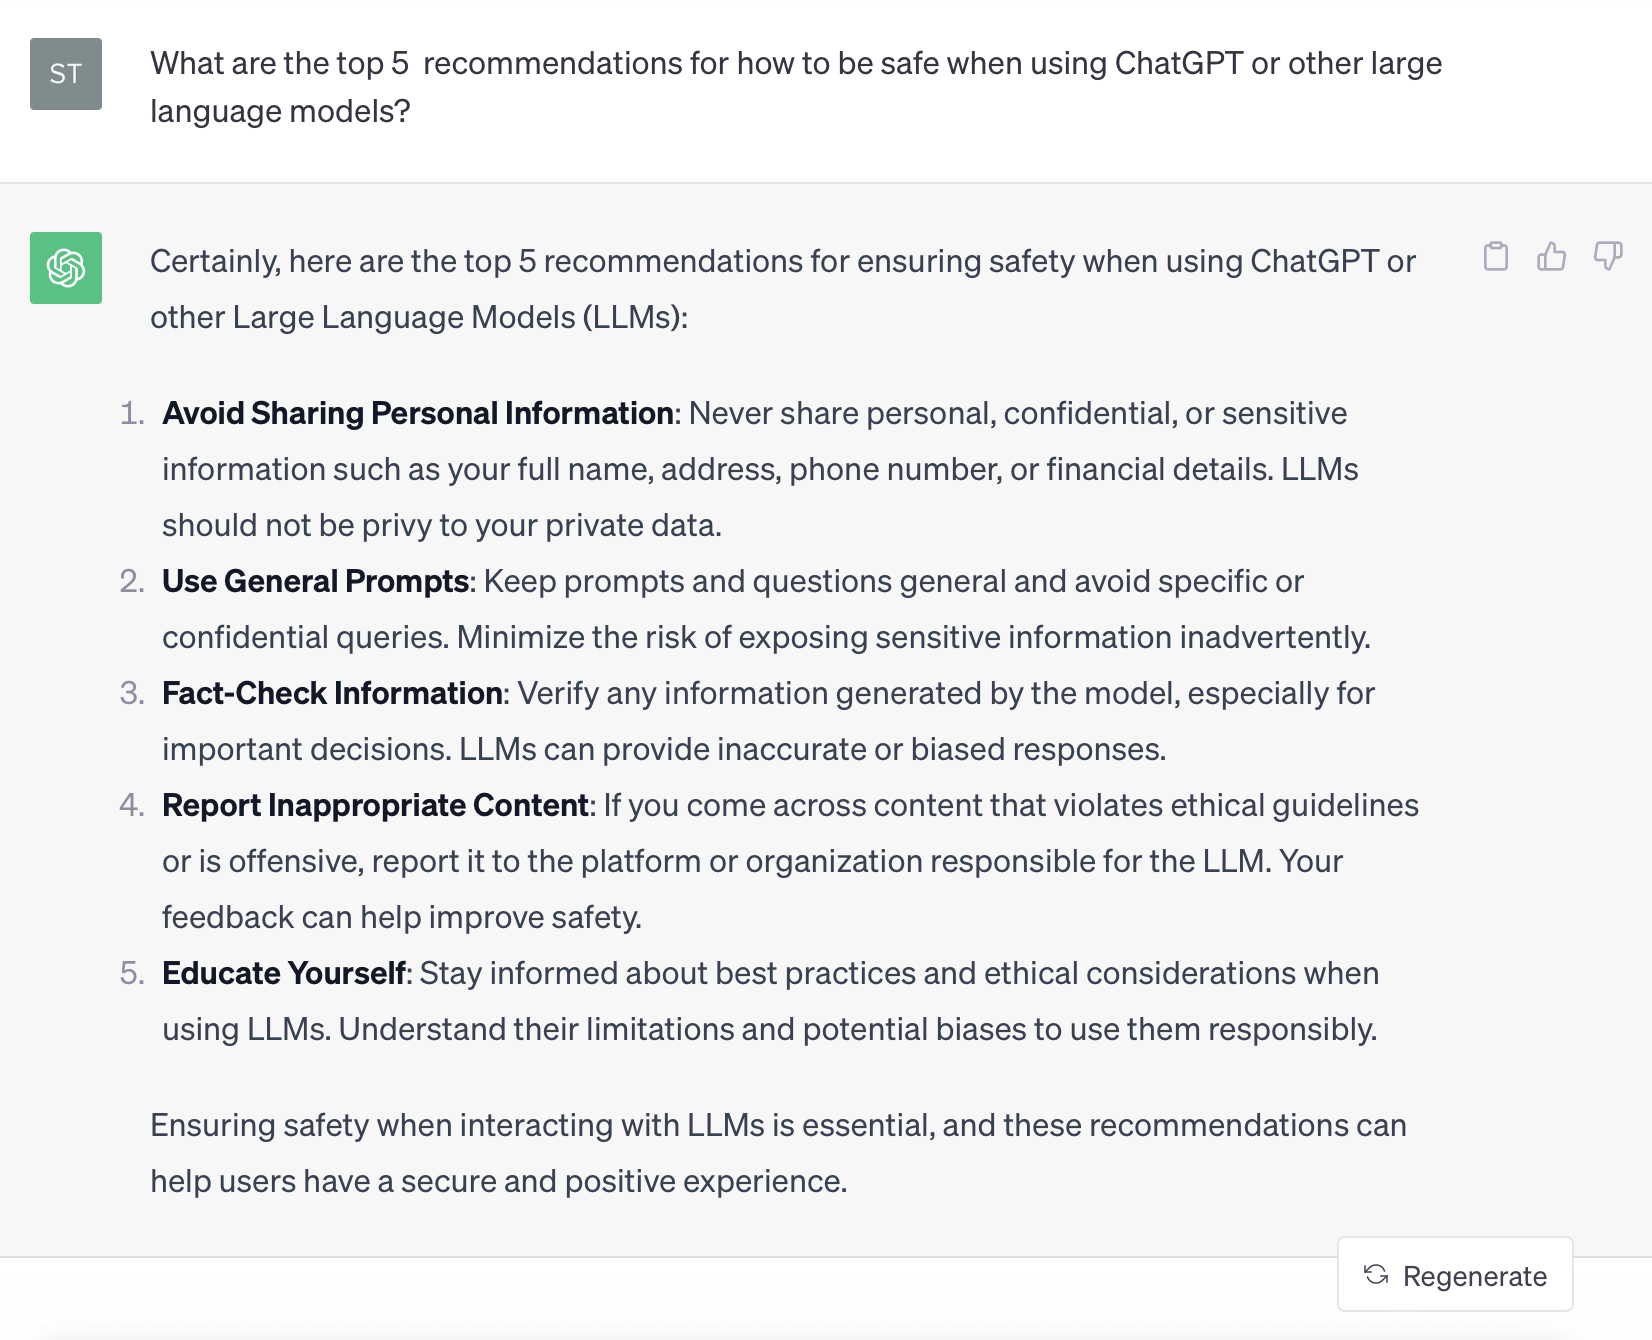 ST
What are the top 5  recommendations for how to be safe when using ChatGPT or other large
language models?
Certainly, here are the top 5 recommendations for ensuring safety when using ChatGPT or
other Large Language Models (LLMs):
1. Avoid Sharing Personal Information: Never share personal, confidential, or sensitive
information such as your full name, address, phone number, or financial details. LLMs
should not be privy to your private data.
2. Use General Prompts: Keep prompts and questions general and avoid specific or
confidential queries. Minimize the risk of exposing sensitive information inadvertently.
3. Fact-Check Information: Verify any information generated by the model, especially for
important decisions. LLMs can provide inaccurate or biased responses.
4. Report Inappropriate Content: If you come across content that violates ethical guidelines
or is offensive, report it to the platform or organization responsible for the LLM. Your
feedback can help improve safety.
5. Educate Yourself: Stay informed about best practices and ethical considerations when
using LLMs. Understand their limitations and potential biases to use them responsibly.
Ensuring safety when interacting with LLMs is essential, and these recommendations can
help users have a secure and positive experience.
Regenerate